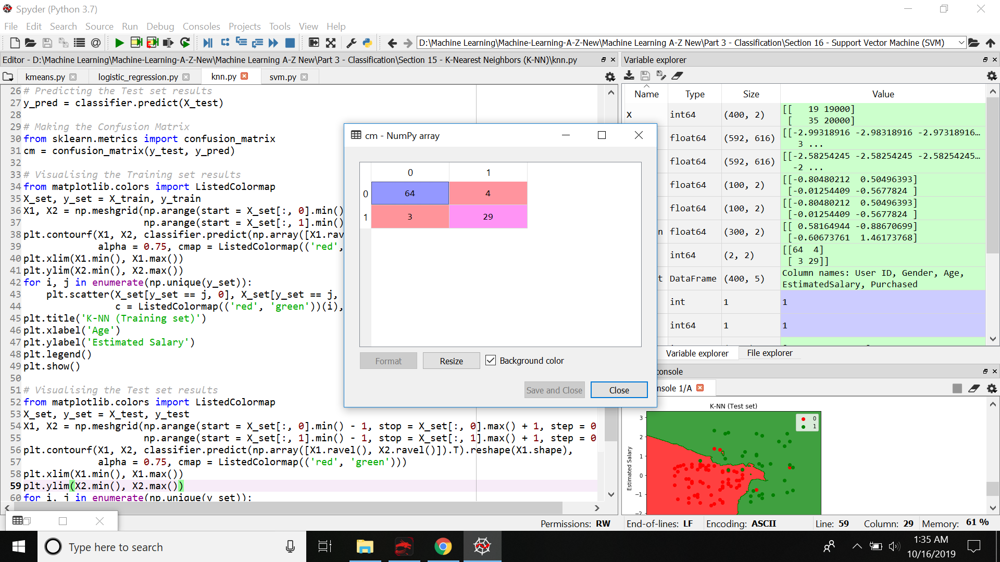 Spyder (Python 3.7)
File Edit Search Source Run Debug Consoles Projects Tools View Help
D:\Machine Learning\Machine-Learning-A-Z-New\Machine Learning A-Z New\Part 3 - Classification\Section 16 - Support Vector Machine (SVM)
Editor - D:\Machine Learning\Machine-Learning-A-Z-New\Machine Learning A-Z New\Part 3 - Classification\Section 15 - K-Nearest Neighbors (K-NN)\knn.py
kmeans.py logistic_regression.py knn.py svm.py
26 # Predicting the Test set results
27 y_pred = classifier.predict(X_test)
28
29 # Making the Confusion Matrix
30 from sklearn.metrics import confusion_matrix
31 cm = confusion_matrix(y_test, y_pred)
32
33 # Visualising the Training set results
34 from matplotlib.colors import ListedColormap
35 X_set, y_set = X_train, y_train
36 X1, X2 = np.meshgrid(np.arange(start = X_set[:, 0].min()
37 np.arange(start = X_set[:, 1].min()
38 plt.contourf(X1, X2, classifier.predict(np.array([X1.rav
39 alpha = 0.75, cmap = ListedColormap(('red',
40 plt.xlim(X1.min(), X1.max())
41 plt.ylim(X2.min(), X2.max())
42 for i, j in enumerate(np.unique(y_set)):
43 plt.scatter(X_set[y_set == j, 0], X_set[y_set == j,
44 c = ListedColormap(('red', 'green'))(i),
45 plt.title('K-NN (Training set)')
46 plt.xlabel('Age')
47 plt.ylabel('Estimated Salary')
48 plt.legend()
49 plt.show()
50
51 # Visualising the Test set results
52 from matplotlib.colors import ListedColormap
53 X_set, y_set = X_test, y_test
54 X1, X2 = np.meshgrid(np.arange(start = X_set[:, 0].min() - 1, stop = X_set[:, 0].max() + 1, step = 0
55 np.arange(start = X_set[:, 1].min() - 1, stop = X_set[:, 1].max() + 1, step = 0
56 plt.contourf(X1, X2, classifier.predict(np.array([X1.ravel(), X2.ravel()]).T).reshape(X1.shape),
57 alpha = 0.75, cmap = ListedColormap(('red', 'green')))
58 plt.xlim(X1.min(), X1.max())
59 plt.ylim(X2.min(), X2.max())
60 for i, j in enumerate(np.unique(y_set)):
cm - NumPy array
0 1
0 64 4
1 3 29
Format Resize Background color
Save and Close Close
Variable explorer
Name Type Size Value
X int64 (400, 2) [[ 19 19000]
[ 35 20000]
float64 (592, 616) [[-2.99318916 -2.98318916 -2.97318916…
3 ...
float64 (592, 616) [[-2.58254245 -2.58254245 -2.58254245…
-2 ...
float64 (100, 2) [[-0.80480212 0.50496393]
[-0.01254409 -0.5677824 ]
float64 (100, 2) [[-0.80480212 0.50496393]
[-0.01254409 -0.5677824 ]
n float64 (300, 2) [[ 0.58164944 -0.88670699]
[-0.60673761 1.46173768]
int64 (2, 2) [[64 4]
[ 3 29]]
t DataFrame (400, 5) Column names: User ID, Gender, Age,
EstimatedSalary, Purchased
int 1 1
int64 1 1
Variable explorer File explorer
console
nsole 1/A
K-NN (Test set)
0
1
3
2
1
0
−1
−2
Estimated Salary
Permissions: RW End-of-lines: LF Encoding: ASCII Line: 59 Column: 29 Memory: 61 %
Type here to search
1:35 AM
10/16/2019